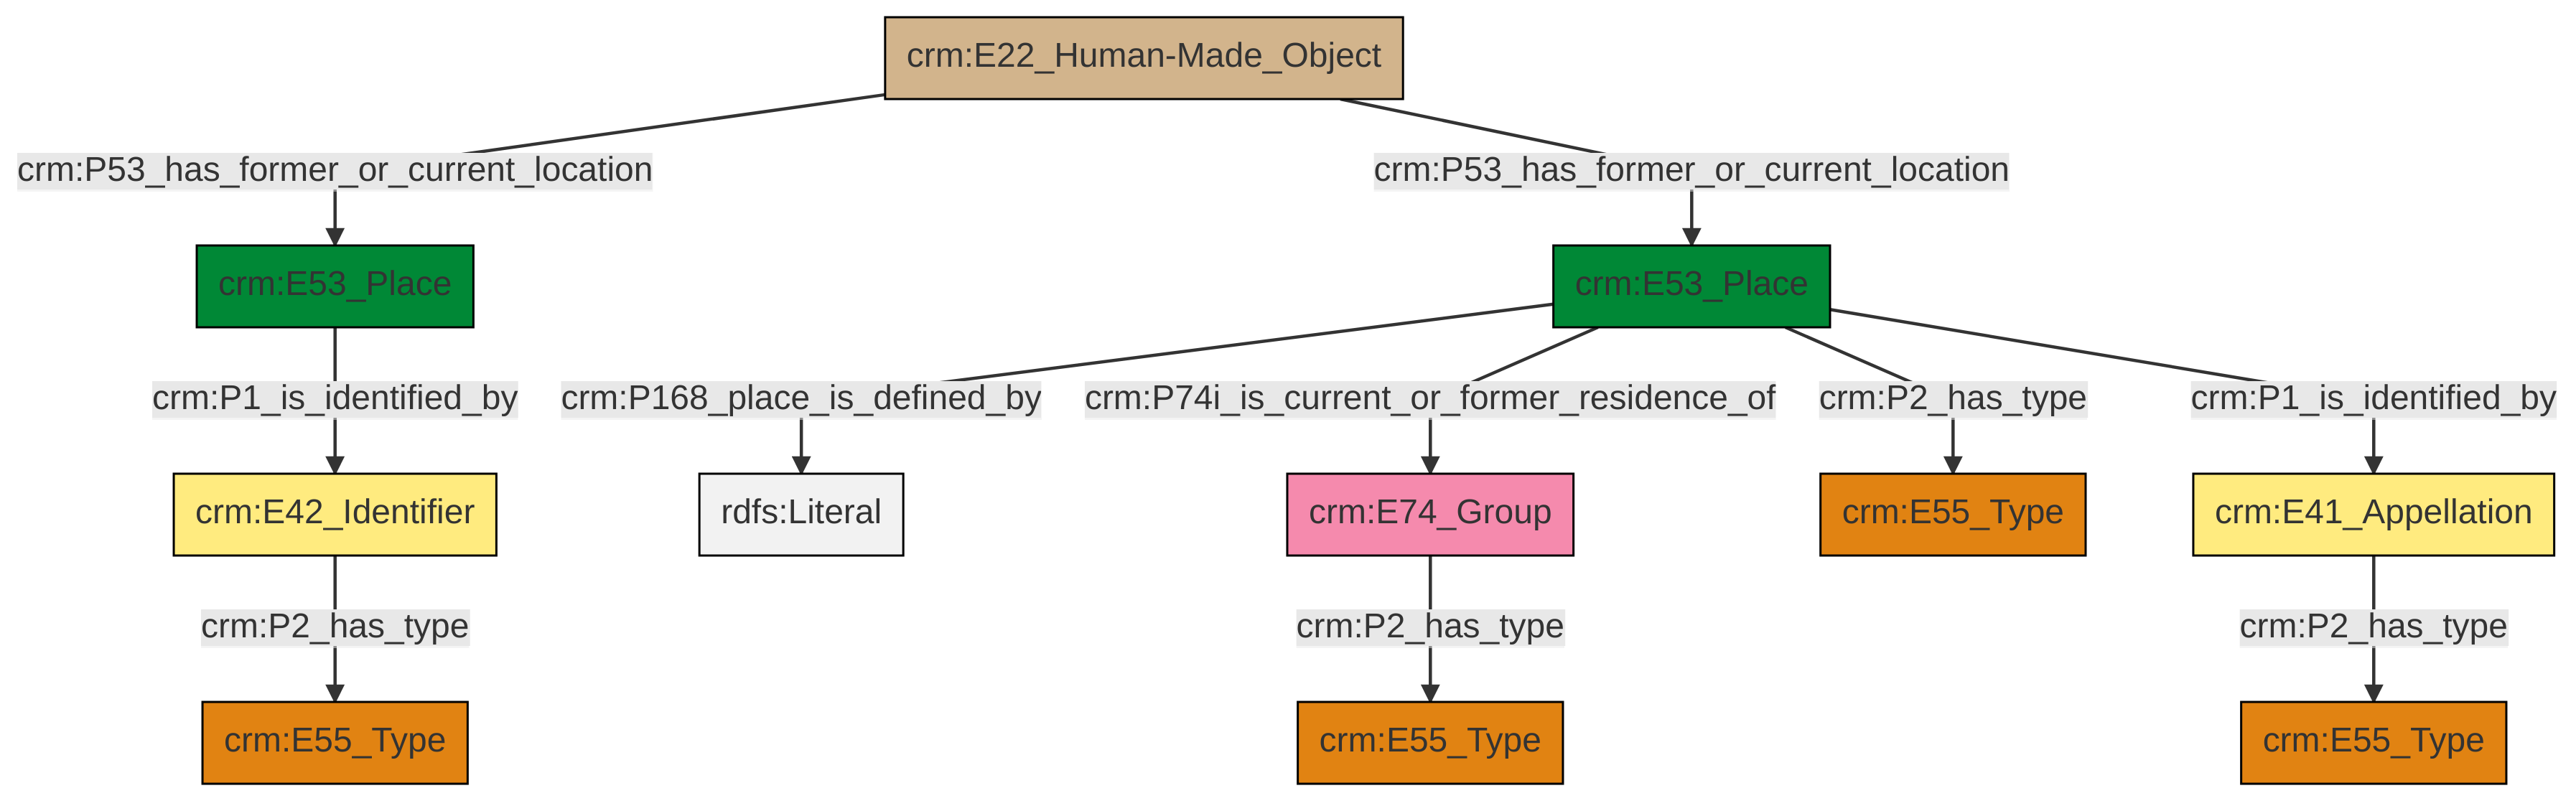 crm:E22_Human-Made_Object
crm:P53_has_former_or_current_location
crm:P53_has_former_or_current_location
crm:E53_Place
crm:E53_Place
crm:P1_is_identified_by
crm:P168_place_is_defined_by
crm:P74i_is_current_or_former_residence_of
crm:P2_has_type
crm:P1_is_identified_by
crm:E42_Identifier
rdfs:Literal
crm:E74_Group
crm:E55_Type
crm:E41_Appellation
crm:P2_has_type
crm:P2_has_type
crm:P2_has_type
crm:E55_Type
crm:E55_Type
crm:E55_Type